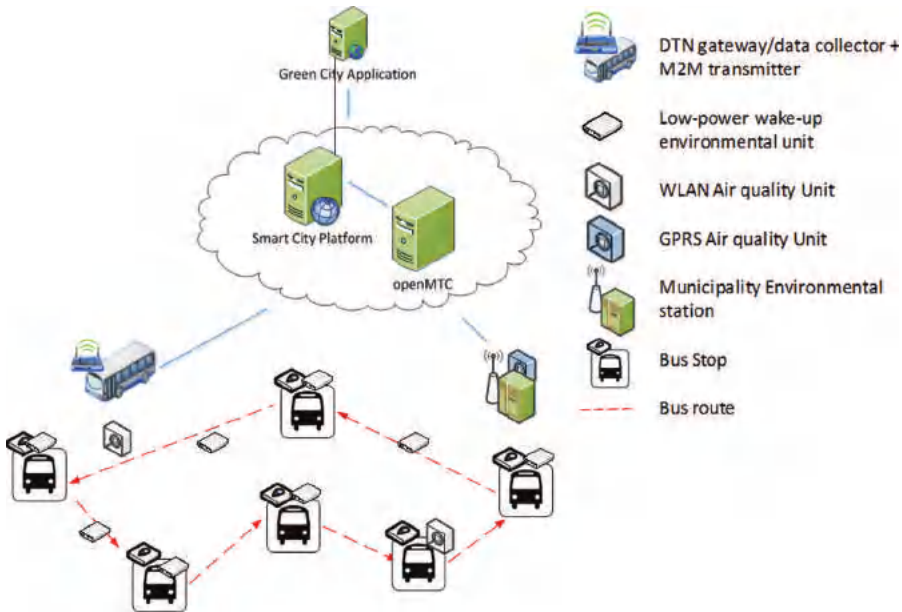 Green City Application
Smart City Platform
openMTC
DTN gateway/data collector +
M2M transmitter
Low-power wake-up
environmental unit
WLAN Air quality Unit
GPRS Air quality Unit
Municipality Environmental
station
Bus Stop
Bus route